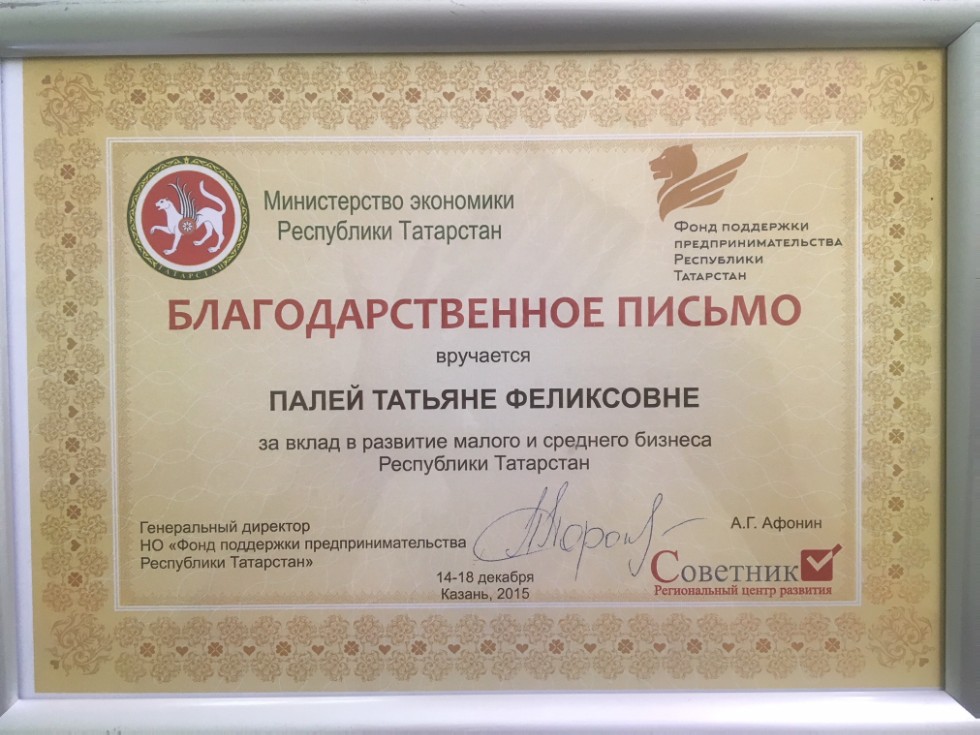 Министерство экономики
Республики Татарстан
ТАТАРСТАН
Фонд поддержки
предпринимательства
Республики
Татарстан
БЛАГОДАРСТВЕННОЕ ПИСЬМО
вручается
ПАЛЕЙ ТАТЬЯНЕ ФЕЛИКСОВНЕ
за вклад в развитие малого и среднего бизнеса
Республики Татарстан
Генеральный директор
НО «Фонд поддержки предпринимательства
Республики Татарстан»
А.Г. Афонин
14-18 декабря
Казань, 2015
Советник
Региональный центр развития